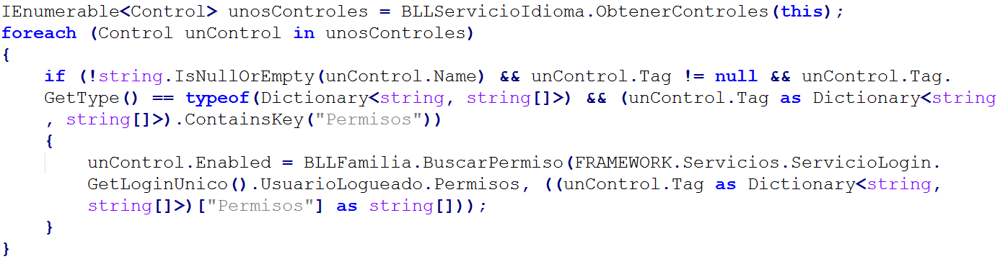 IEnumerable<Control> unosControles = BLLServicioIdioma.ObtenerControles(this);
foreach (Control unControl in unosControles)
{
    if (!string.IsNullOrEmpty(unControl.Name) && unControl.Tag != null && unControl.Tag.
    GetType() == typeof(Dictionary<string, string[]>) && (unControl.Tag as Dictionary<string
    , string[]>).ContainsKey("Permisos"))
    {
        unControl.Enabled = BLLFamilia.BuscarPermiso(FRAMEWORK.Servicios.ServicioLogin.
        GetLoginUnico().UsuarioLogueado.Permisos, ((unControl.Tag as Dictionary<string,
        string[]>)["Permisos"] as string[]));
    }
}